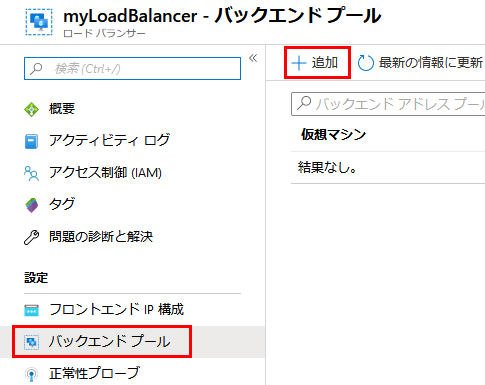 myLoadBalancer - バックエンド プール
ロード バランサー
検索 (Ctrl+/)
«
追加
最新の情報に更新
バックエンド アドレス プー
概要
仮想マシン
アクティビティ ログ
結果なし。
アクセス制御 (IAM)
タグ
問題の診断と解決
設定
フロントエンド IP 構成
バックエンド プール
正常性プローブ